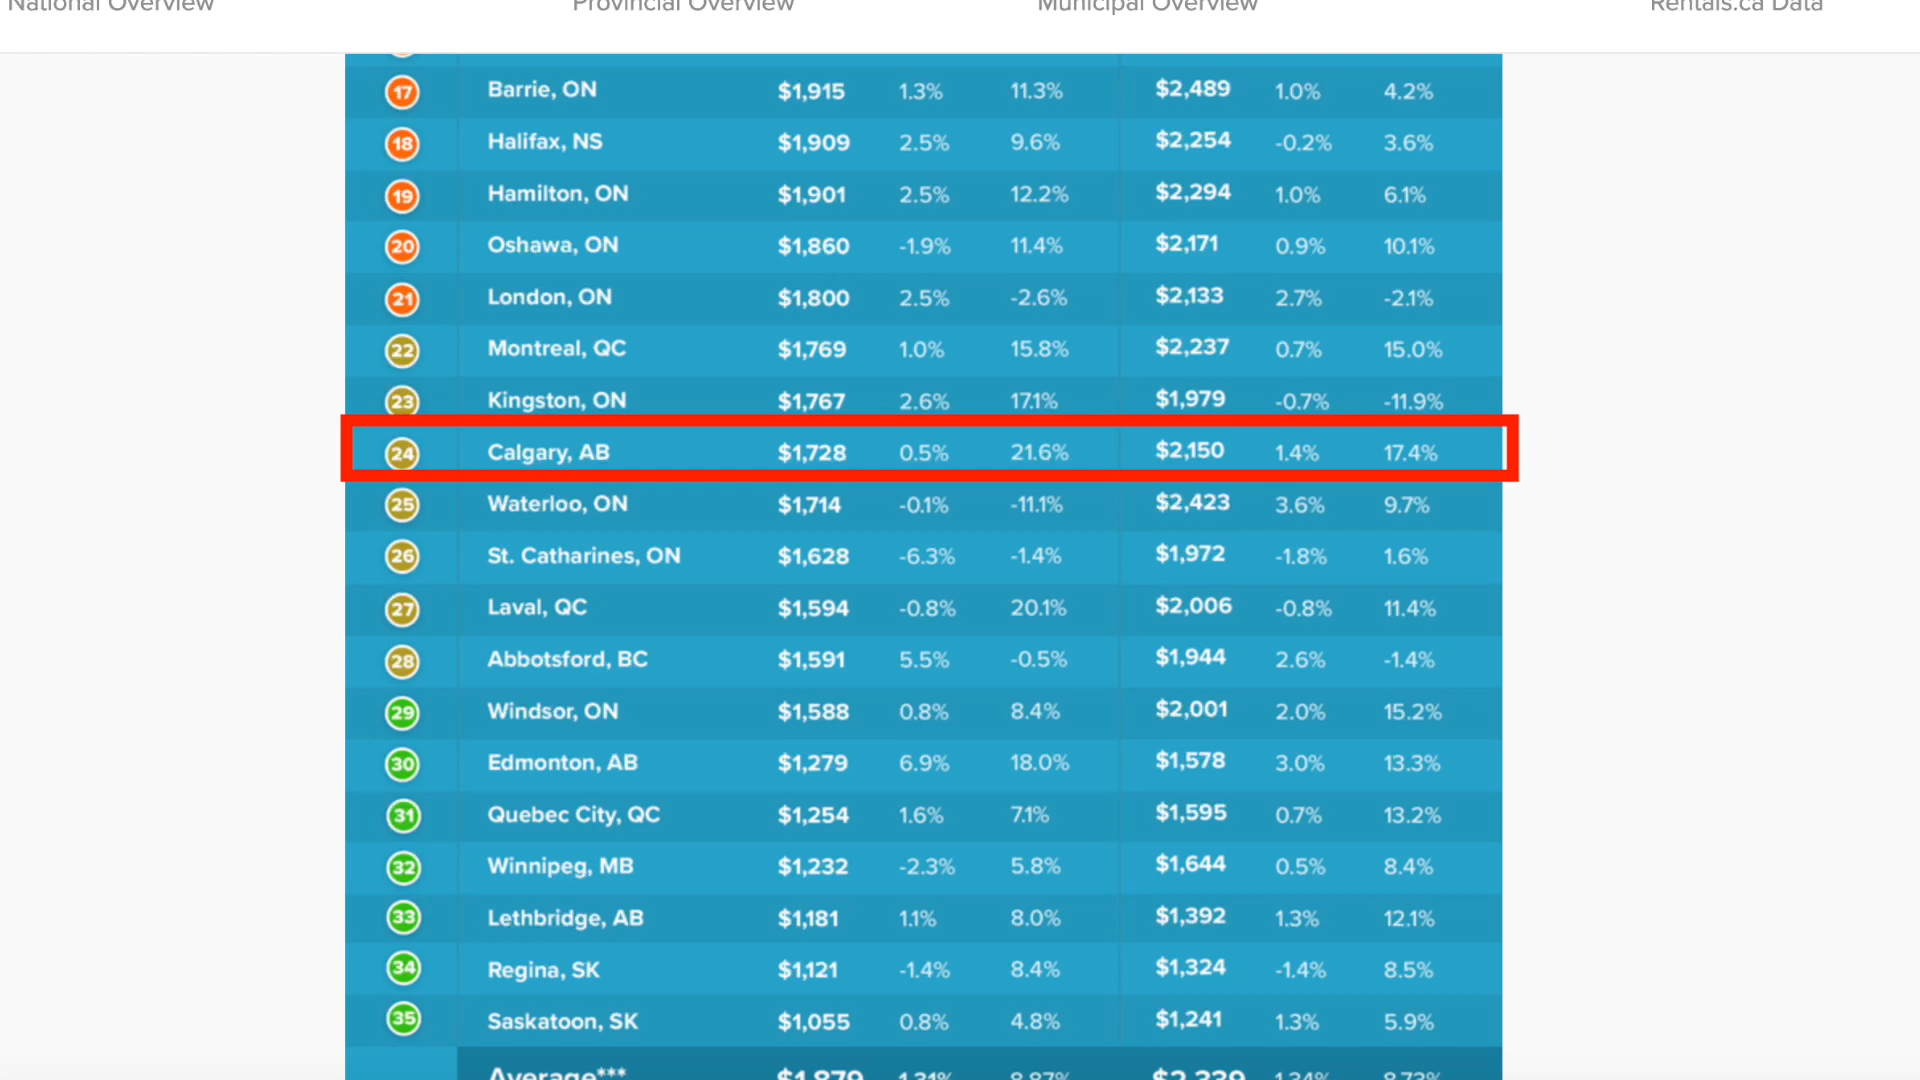 National Overview Provincial Overview Municipal Overview Rentals.ca Data
17 Barrie, ON $1,915 1.3% 11.3% $2,489 1.0% 4.2%
18 Halifax, NS $1,909 2.5% 9.6% $2,254 -0.2% 3.6%
19 Hamilton, ON $1,901 2.5% 12.2% $2,294 1.0% 6.1%
20 Oshawa, ON $1,860 -1.9% 11.4% $2,171 0.9% 10.1%
21 London, ON $1,800 2.5% -2.6% $2,133 2.7% -2.1%
22 Montreal, QC $1,769 1.0% 15.8% $2,237 0.7% 15.0%
23 Kingston, ON $1,767 2.6% 17.1% $1,979 -0.7% -11.9%
24 Calgary, AB $1,728 0.5% 21.6% $2,150 1.4% 17.4%
25 Waterloo, ON $1,714 -0.1% -11.1% $2,423 3.6% 9.7%
26 St. Catharines, ON $1,628 -6.3% -1.4% $1,972 -1.8% 1.6%
27 Laval, QC $1,594 -0.8% 20.1% $2,006 -0.8% 11.4%
28 Abbotsford, BC $1,591 5.5% -0.5% $1,944 2.6% -1.4%
29 Windsor, ON $1,588 0.8% 8.4% $2,001 2.0% 15.2%
30 Edmonton, AB $1,279 6.9% 18.0% $1,578 3.0% 13.3%
31 Quebec City, QC $1,254 1.6% 7.1% $1,595 0.7% 13.2%
32 Winnipeg, MB $1,232 -2.3% 5.8% $1,644 0.5% 8.4%
33 Lethbridge, AB $1,181 1.1% 8.0% $1,392 1.3% 12.1%
34 Regina, SK $1,121 -1.4% 8.4% $1,324 -1.4% 8.5%
35 Saskatoon, SK $1,055 0.8% 4.8% $1,241 1.3% 5.9%
Average*** $1,879 1.31% 8.87% $2,339 1.34% 8.73%